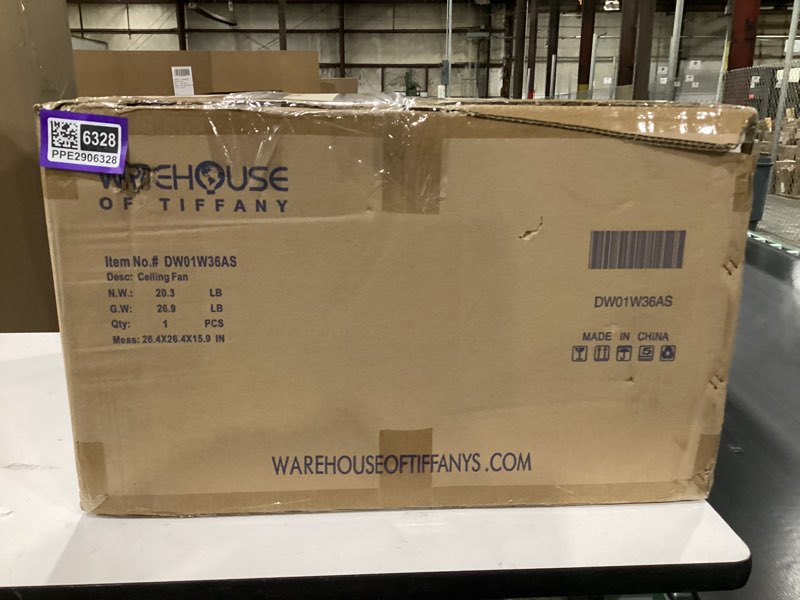 6328
PPE2906328
WAREHOUSE
OF TIFFANY
Item No.# DW01W36AS
Desc: Ceiling Fan
N.W.: 20.3 LB
G.W: 26.9 LB
Qty: 1 PCS
Meas: 26.4X26.4X15.9 IN
DW01W36AS
MADE IN CHINA
WAREHOUSEOFTIFFANYS.COM